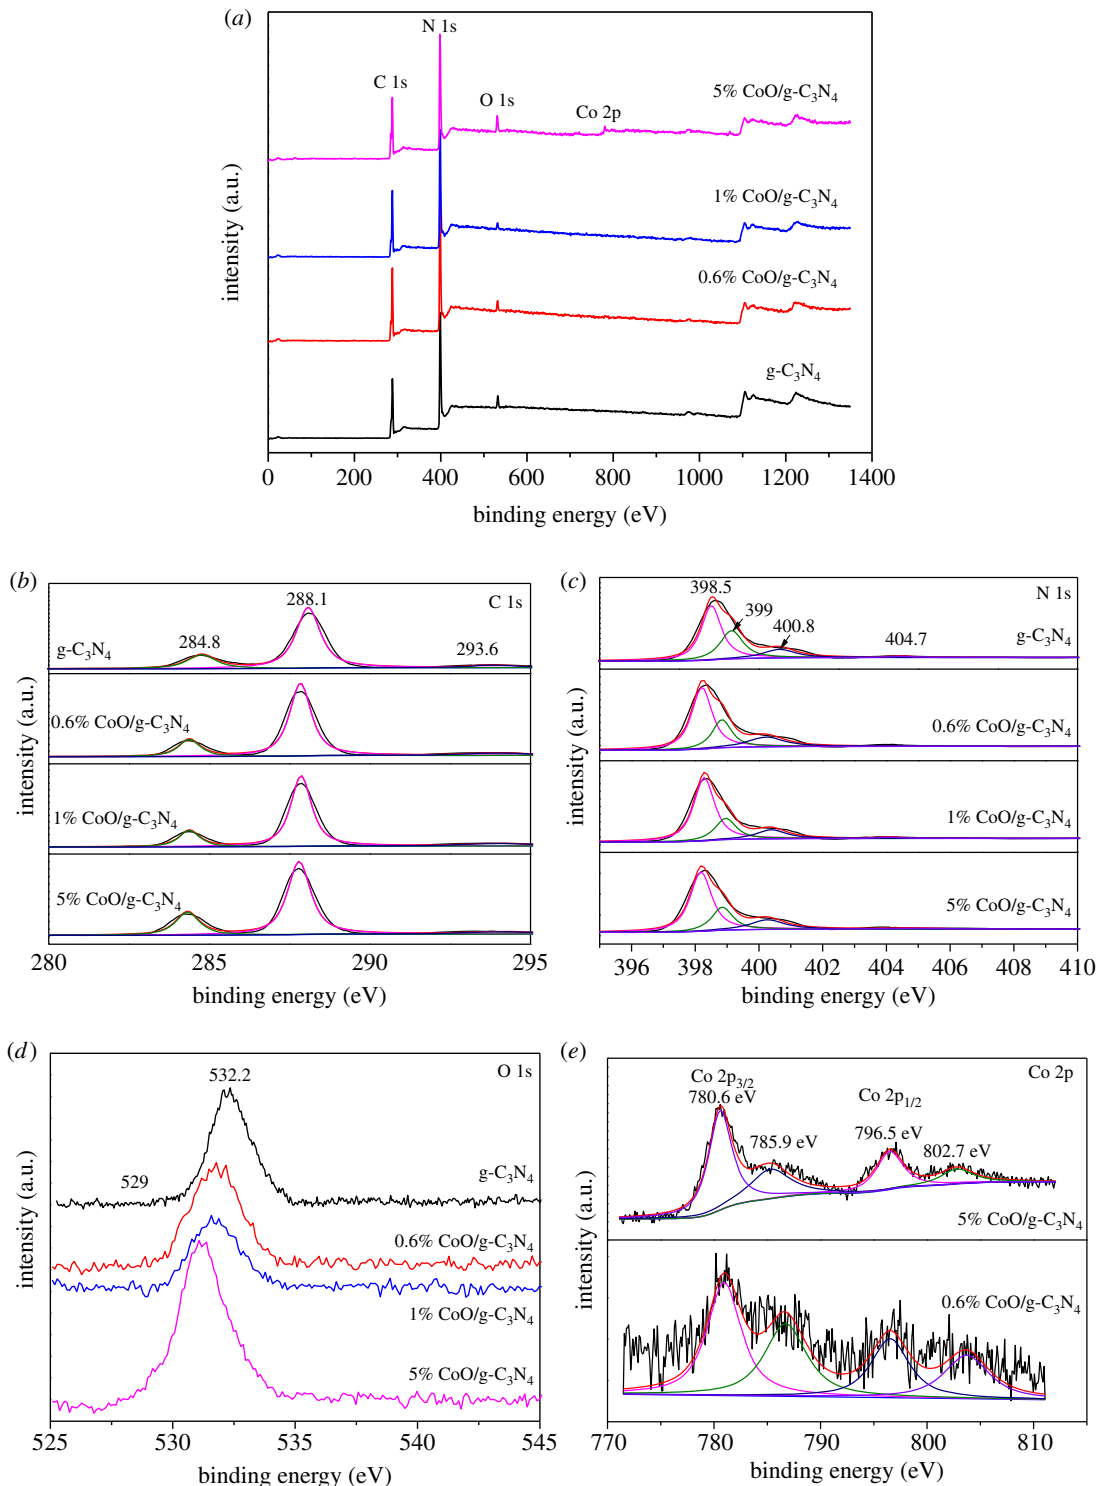 (a)
N 1s
C 1s
O 1s
Co 2p
5% CoO/g-C₃N₄
1% CoO/g-C₃N₄
0.6% CoO/g-C₃N₄
g-C₃N₄
intensity (a.u.)
0 200 400 600 800 1000 1200 1400
binding energy (eV)
(b)
288.1
C 1s
284.8
293.6
g-C₃N₄
0.6% CoO/g-C₃N₄
1% CoO/g-C₃N₄
5% CoO/g-C₃N₄
intensity (a.u.)
280 285 290 295
binding energy (eV)
(c)
398.5
N 1s
399
400.8
404.7
g-C₃N₄
0.6% CoO/g-C₃N₄
1% CoO/g-C₃N₄
5% CoO/g-C₃N₄
intensity (a.u.)
396 398 400 402 404 406 408 410
binding energy (eV)
(d)
O 1s
532.2
529
g-C₃N₄
0.6% CoO/g-C₃N₄
1% CoO/g-C₃N₄
5% CoO/g-C₃N₄
intensity (a.u.)
525 530 535 540 545
binding energy (eV)
(e)
Co 2p
Co 2p₃/₂
780.6 eV
785.9 eV
Co 2p₁/₂
796.5 eV
802.7 eV
5% CoO/g-C₃N₄
0.6% CoO/g-C₃N₄
intensity (a.u.)
770 780 790 800 810
binding energy (eV)